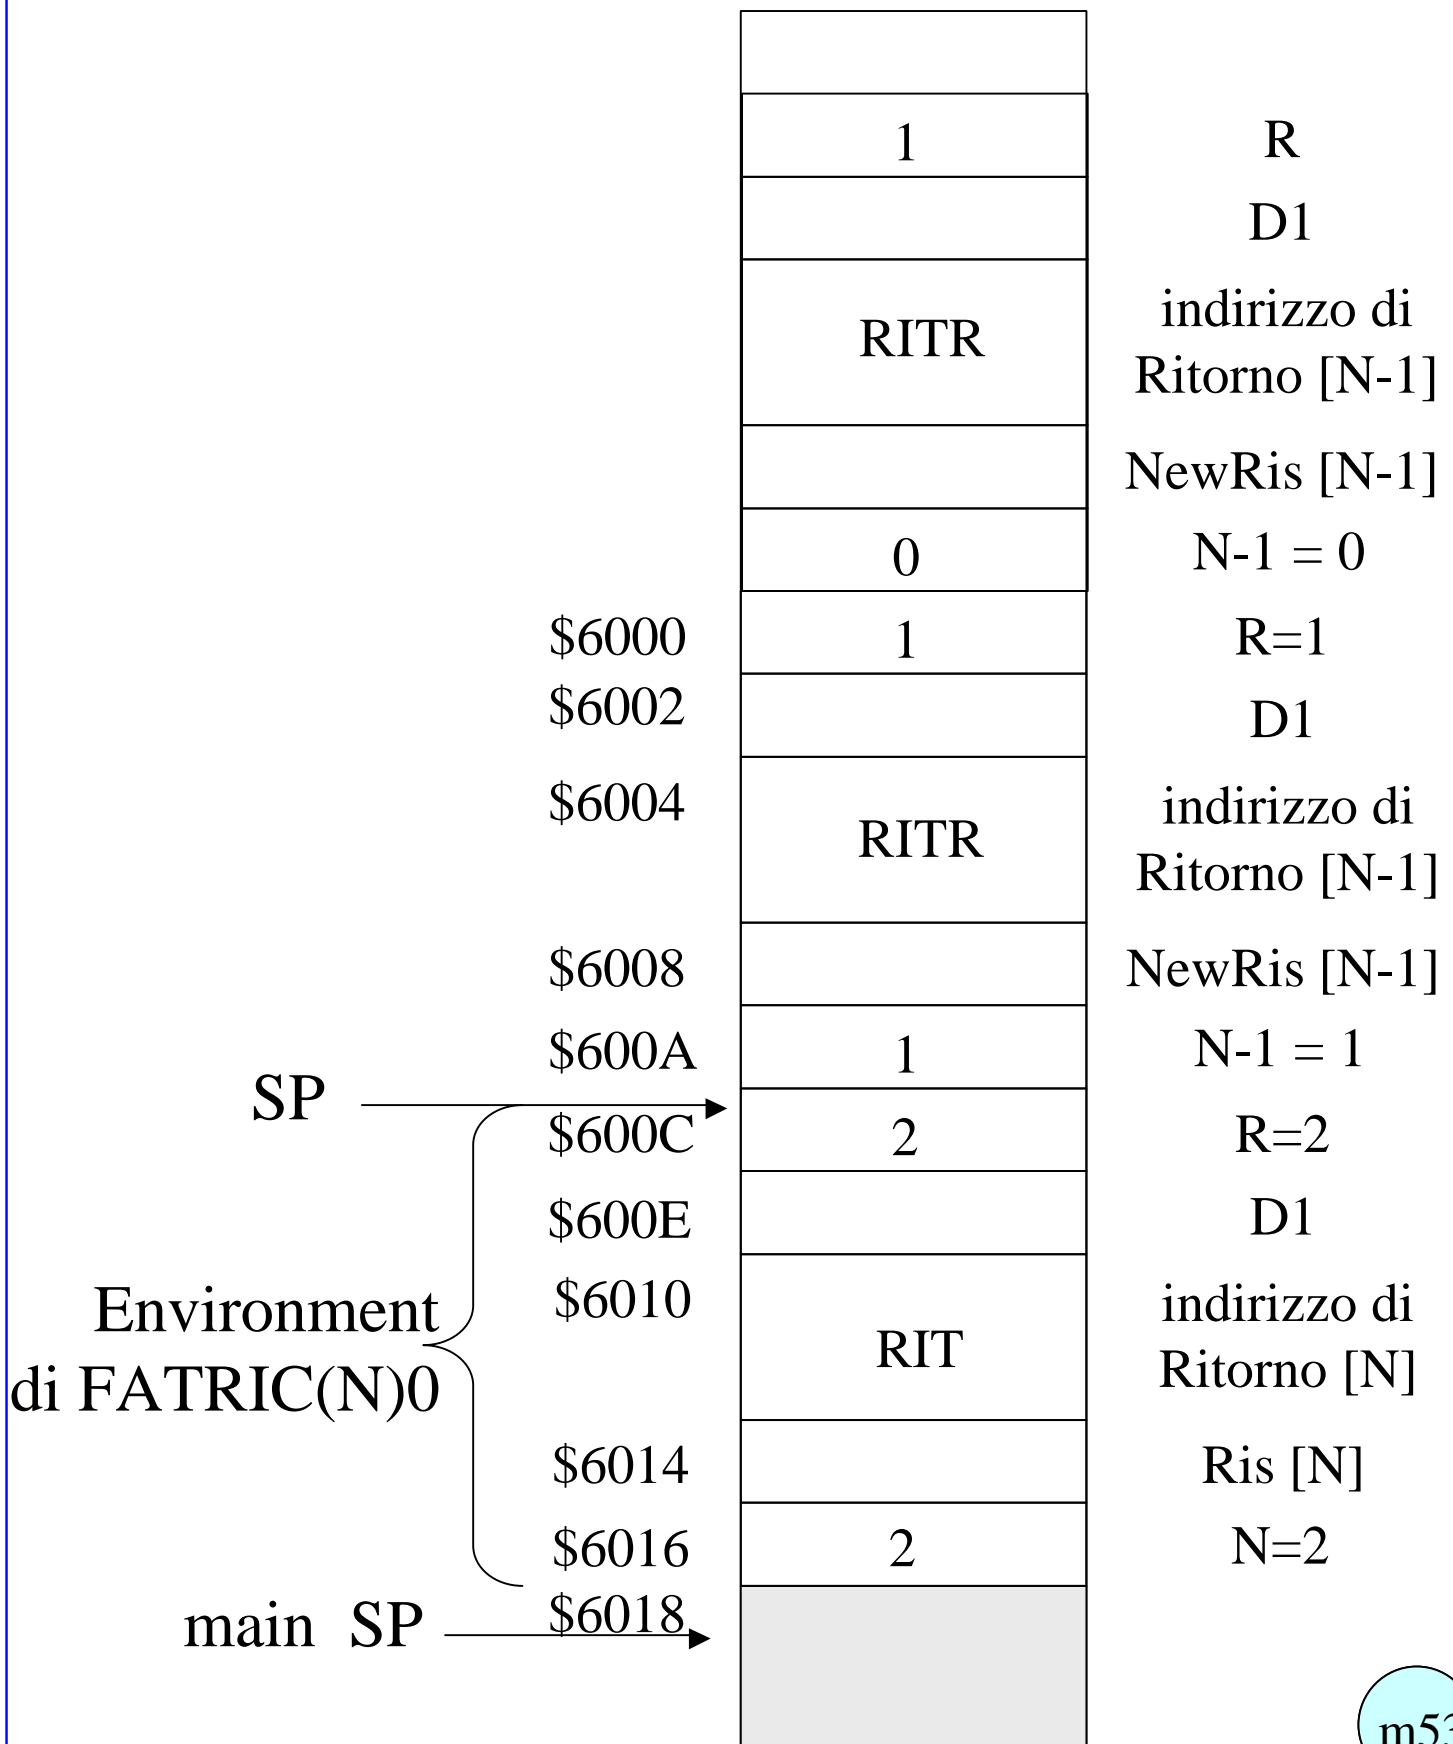 1 R
D1
RITR indirizzo di
Ritorno [N-1]
NewRis [N-1]
0 N-1 = 0
$6000 1 R=1
$6002 D1
$6004 RITR indirizzo di
Ritorno [N-1]
$6008 NewRis [N-1]
$600A 1 N-1 = 1
SP
$600C 2 R=2
$600E D1
$6010 RIT indirizzo di
Ritorno [N]
Environment
di FATRIC(N)0
$6014 Ris [N]
$6016 2 N=2
main SP $6018
m53